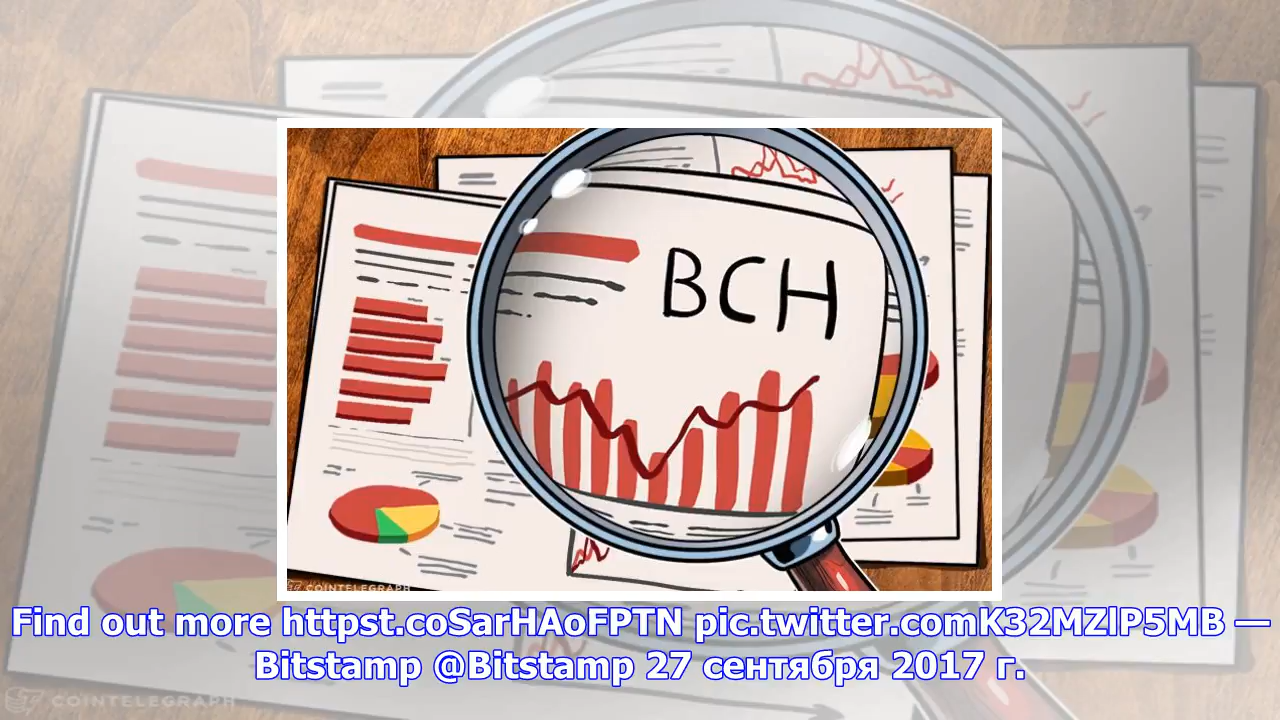 BCH
COINTELEGRAPH
Find out more httpst.coSarHAoFPTN pic.twitter.comK32MZlP5MB —
Bitstamp @Bitstamp 27 сентября 2017 г.
COINTELEGRAPH